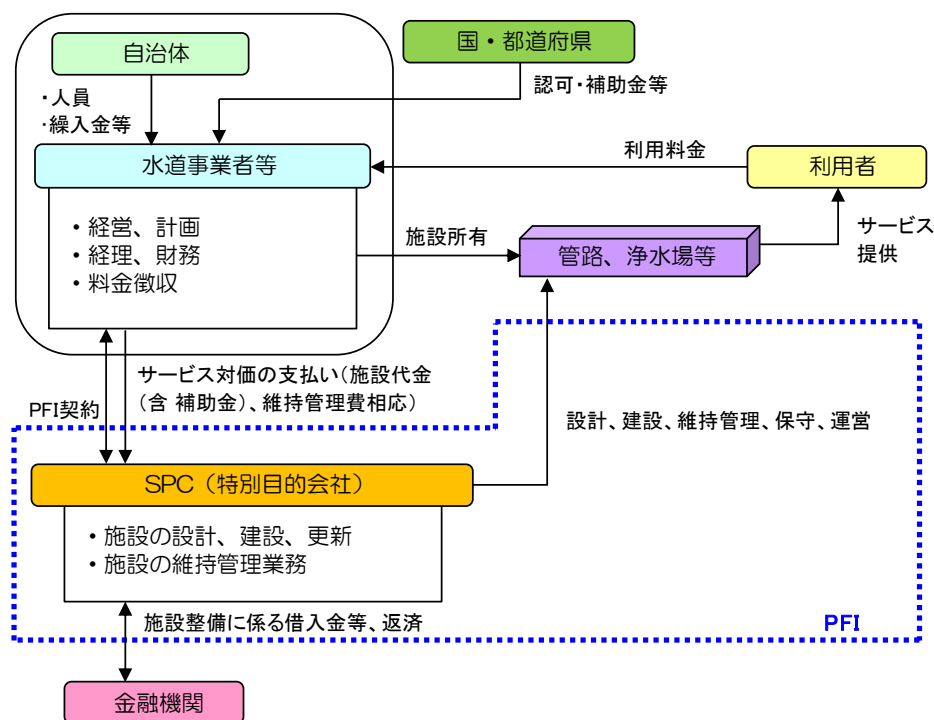 自治体
国・都道府県
・人員
・繰入金等
認可・補助金等
水道事業者等
利用料金
利用者
・経営、計画
・経理、財務
・料金徴収
施設所有
管路、浄水場等
サービス
提供
サービス対価の支払い(施設代金
(含 補助金)、維持管理費相応)
PFI契約
設計、建設、維持管理、保守、運営
SPC(特別目的会社)
・施設の設計、建設、更新
・施設の維持管理業務
施設整備に係る借入金等、返済
PFI
金融機関